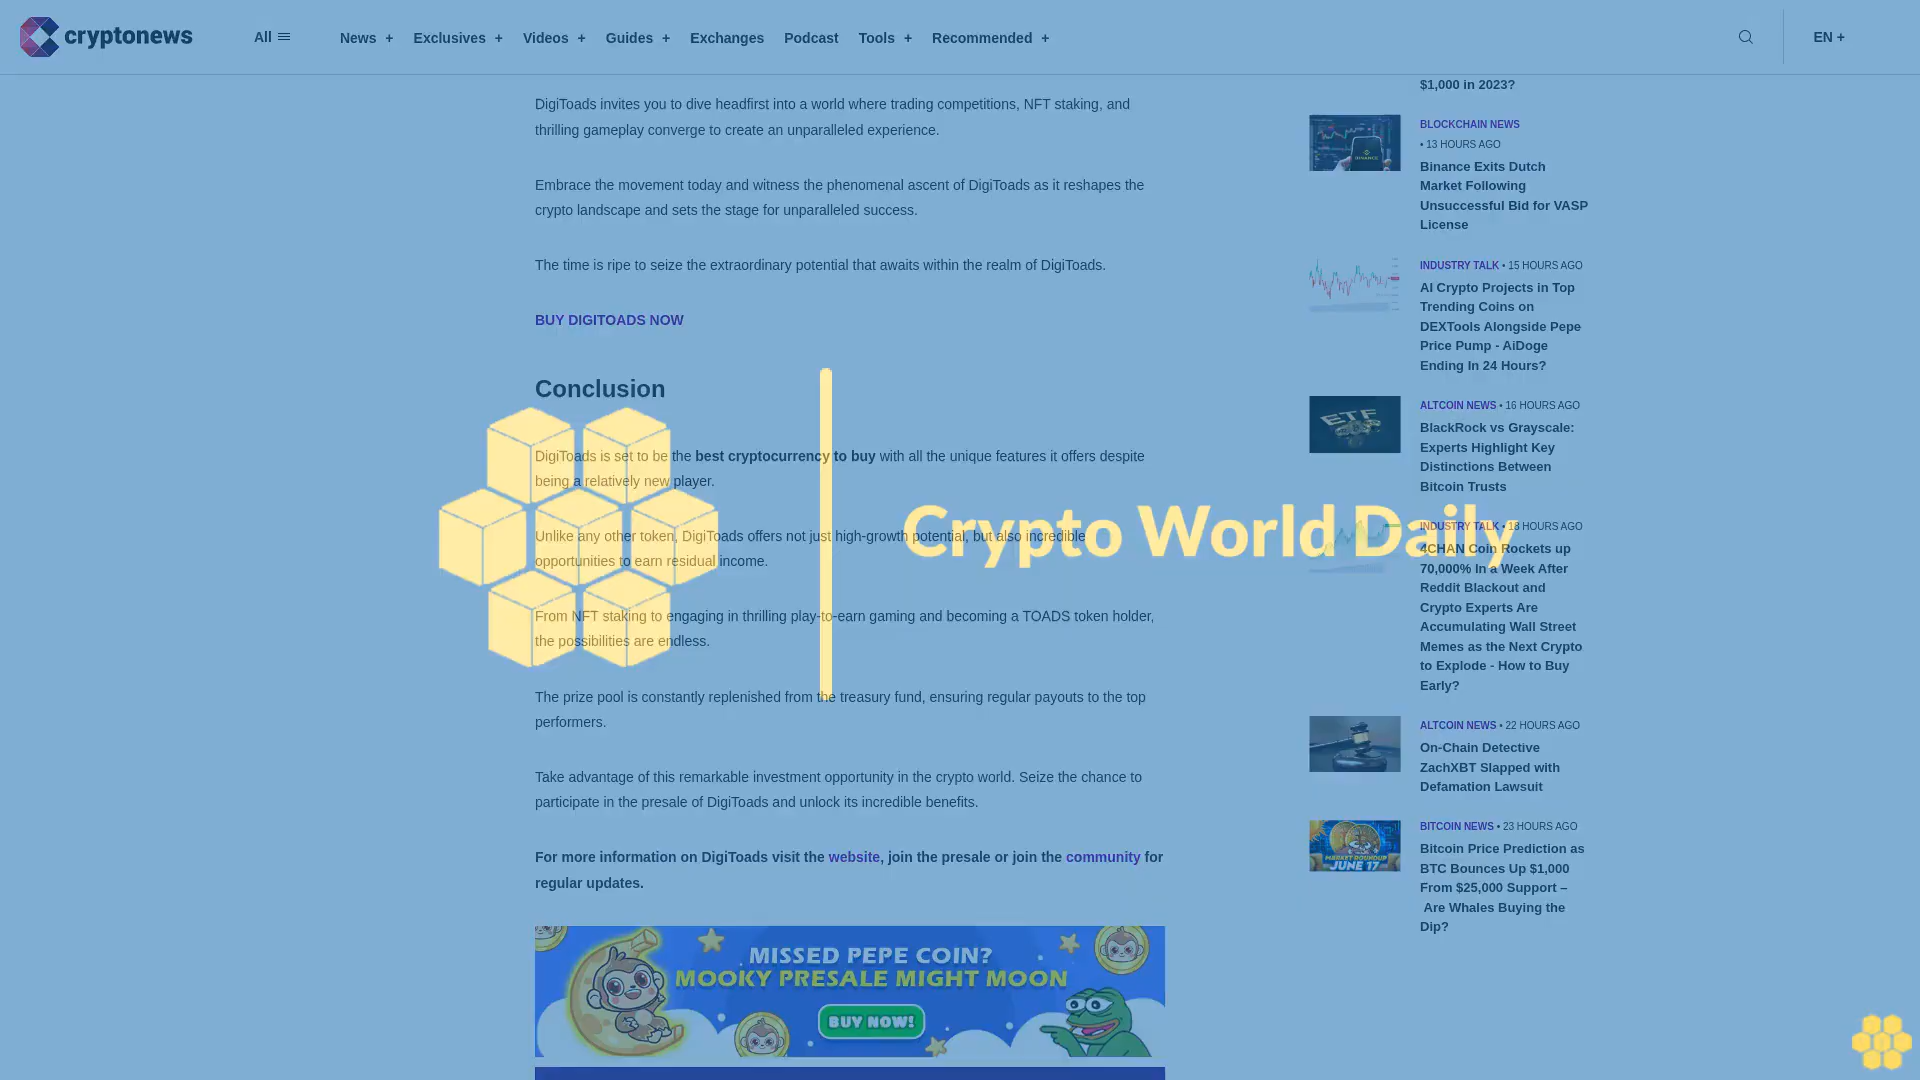 cryptonews
All
News + Exclusives + Videos + Guides + Exchanges Podcast Tools + Recommended +
EN +
DigiToads invites you to dive headfirst into a world where trading competitions, NFT staking, and
thrilling gameplay converge to create an unparalleled experience.
Embrace the movement today and witness the phenomenal ascent of DigiToads as it reshapes the
crypto landscape and sets the stage for unparalleled success.
The time is ripe to seize the extraordinary potential that awaits within the realm of DigiToads.
BUY DIGITOADS NOW
Conclusion
DigiToads is set to be the best cryptocurrency to buy with all the unique features it offers despite
being a relatively new player.
Unlike any other token, DigiToads offers not just high-growth potential, but also incredible
opportunities to earn residual income.
From NFT staking to engaging in thrilling play-to-earn gaming and becoming a TOADS token holder,
the possibilities are endless.
The prize pool is constantly replenished from the treasury fund, ensuring regular payouts to the top
performers.
Take advantage of this remarkable investment opportunity in the crypto world. Seize the chance to
participate in the presale of DigiToads and unlock its incredible benefits.
For more information on DigiToads visit the website, join the presale or join the community for
regular updates.
MISSED PEPE COIN?
MOOKY PRESALE MIGHT MOON
BUY NOW!
Crypto World Daily
$1,000 in 2023?
BLOCKCHAIN NEWS
• 13 HOURS AGO
Binance Exits Dutch
Market Following
Unsuccessful Bid for VASP
License
BINANCE
INDUSTRY TALK • 15 HOURS AGO
AI Crypto Projects in Top
Trending Coins on
DEXTools Alongside Pepe
Price Pump - AiDoge
Ending In 24 Hours?
ETF
ALTCOIN NEWS • 16 HOURS AGO
BlackRock vs Grayscale:
Experts Highlight Key
Distinctions Between
Bitcoin Trusts
INDUSTRY TALK • 18 HOURS AGO
4CHAN Coin Rockets up
70,000% In a Week After
Reddit Blackout and
Crypto Experts Are
Accumulating Wall Street
Memes as the Next Crypto
to Explode - How to Buy
Early?
ALTCOIN NEWS • 22 HOURS AGO
On-Chain Detective
ZachXBT Slapped with
Defamation Lawsuit
BITCOIN NEWS • 23 HOURS AGO
Bitcoin Price Prediction as
BTC Bounces Up $1,000
From $25,000 Support –
Are Whales Buying the
Dip?
MARKET ROUNDUP
JUNE 17